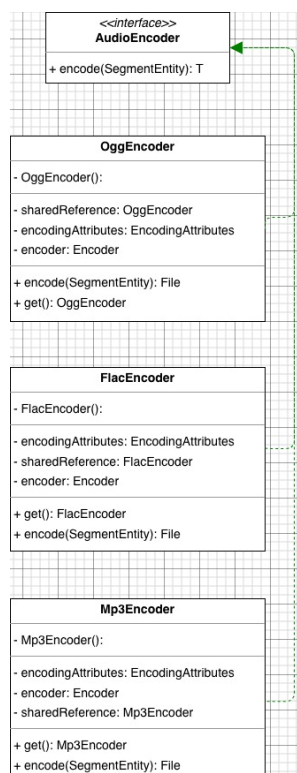 <<interface>>
AudioEncoder
+ encode(SegmentEntity): T
OggEncoder
- OggEncoder():
- sharedReference: OggEncoder
- encodingAttributes: EncodingAttributes
- encoder: Encoder
+ encode(SegmentEntity): File
+ get(): OggEncoder
FlacEncoder
- FlacEncoder():
- encodingAttributes: EncodingAttributes
- sharedReference: FlacEncoder
- encoder: Encoder
+ get(): FlacEncoder
+ encode(SegmentEntity): File
Mp3Encoder
- Mp3Encoder():
- encodingAttributes: EncodingAttributes
- encoder: Encoder
- sharedReference: Mp3Encoder
+ get(): Mp3Encoder
+ encode(SegmentEntity): File